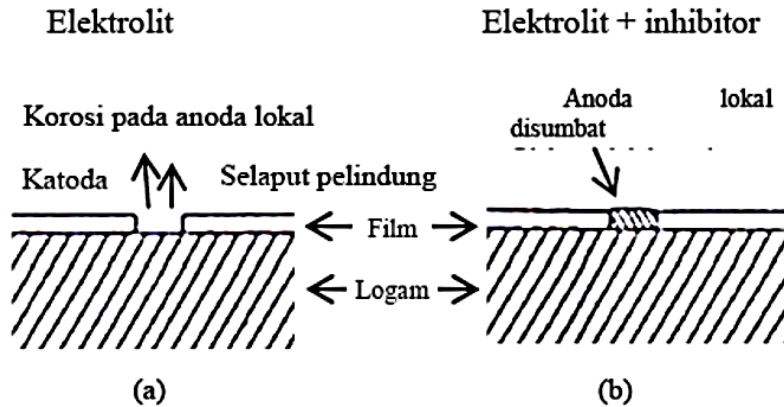 Elektrolit
Elektrolit + inhibitor
Korosi pada anoda lokal
Anoda lokal
disumbat
Katoda
Selaput pelindung
Film
Logam
(a)
(b)